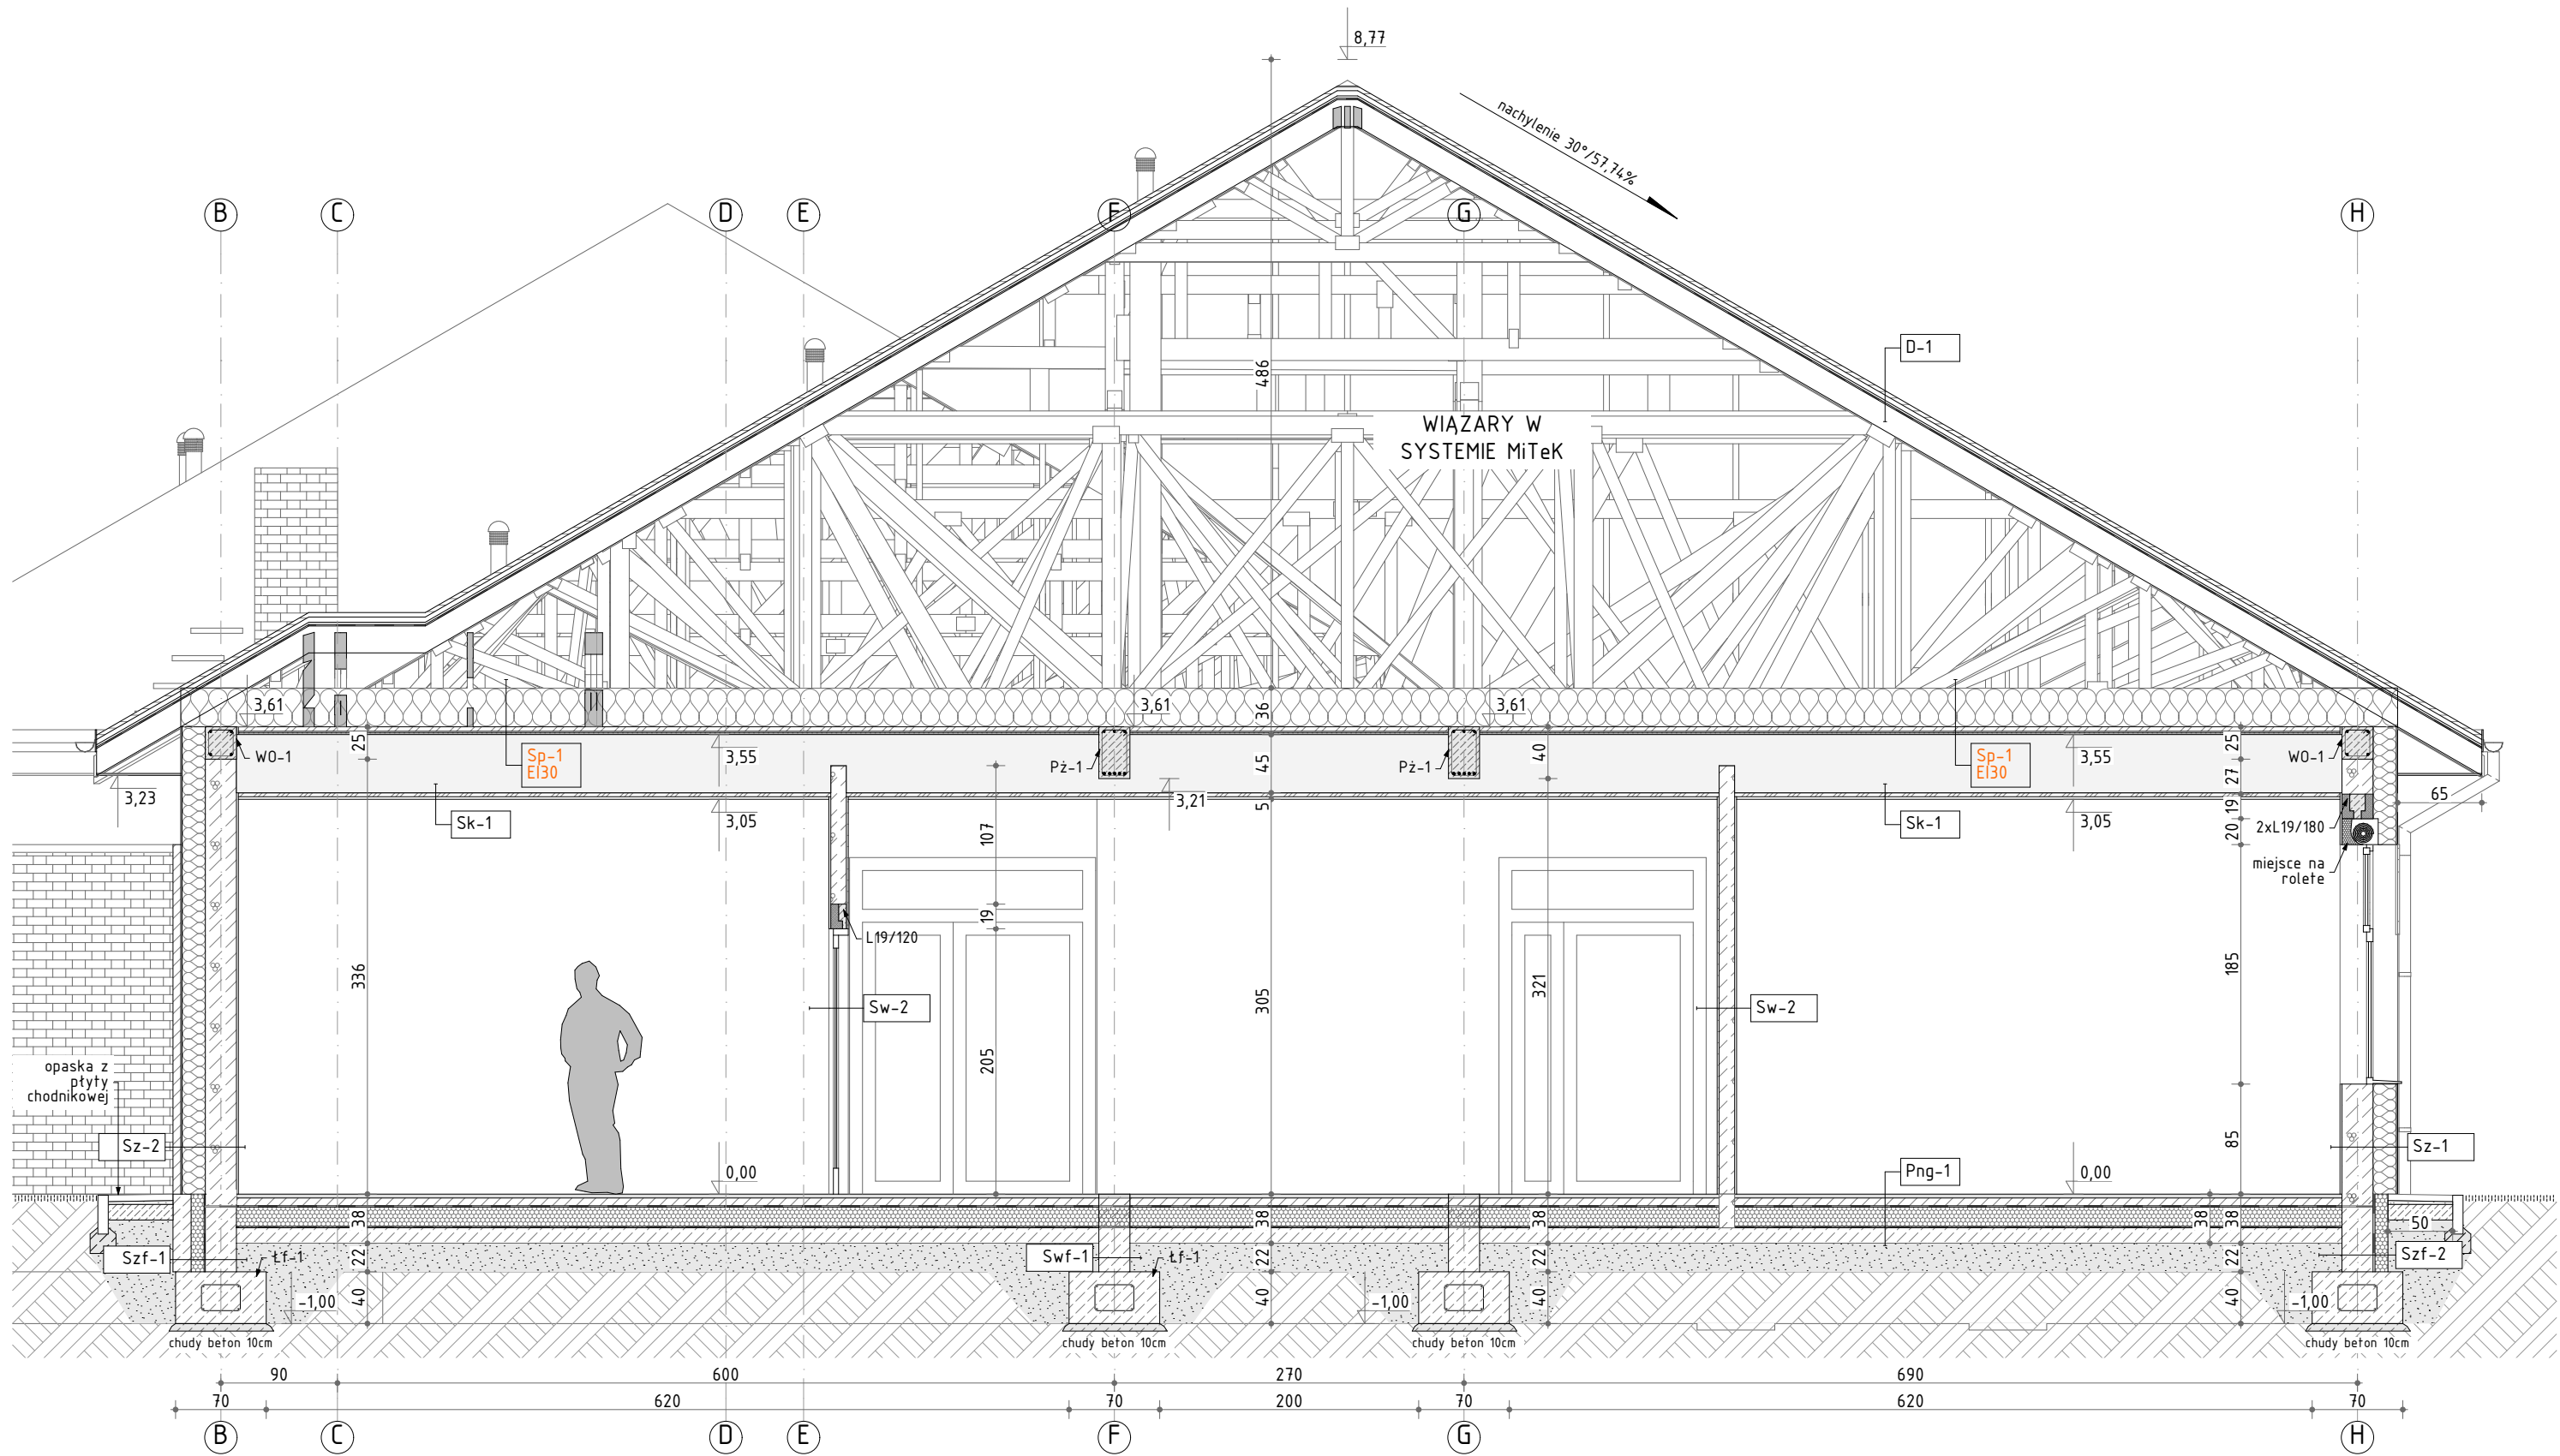 8,77
nachylenie 30°/57,74%
B
C
D
E
F
G
H
D-1
486
WIĄZARY W
SYSTEMIE MiTeK
3,61
3,61
36
3,61
25
WO-1
Sp-1
EI30
3,55
Pż-1
45
Pż-1
40
Sp-1
EI30
3,55
WO-1
25
27
3,23
3,21
5
19
65
Sk-1
3,05
107
Sk-1
3,05
2xL19/180
20
miejsce na
rolete
19
L19/120
336
Sw-2
305
321
Sw-2
185
205
opaska z
płyty
chodnikowej
Sz-2
85
Sz-1
0,00
Png-1
0,00
38
38
38
38
38
50
Szf-1
Łf-1
22
Swf-1
Łf-1
22
22
22
Szf-2
-1,00
40
40
-1,00
40
40
-1,00
chudy beton 10cm
chudy beton 10cm
chudy beton 10cm
chudy beton 10cm
90
600
270
690
70
620
70
200
70
620
70
B
C
D
E
F
G
H